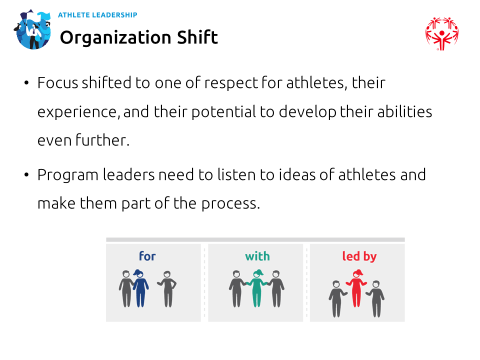 ATHLETE LEADERSHIP
Organization Shift
• Focus shifted to one of respect for athletes, their
experience, and their potential to develop their abilities
even further.
• Program leaders need to listen to ideas of athletes and
make them part of the process.
for with led by